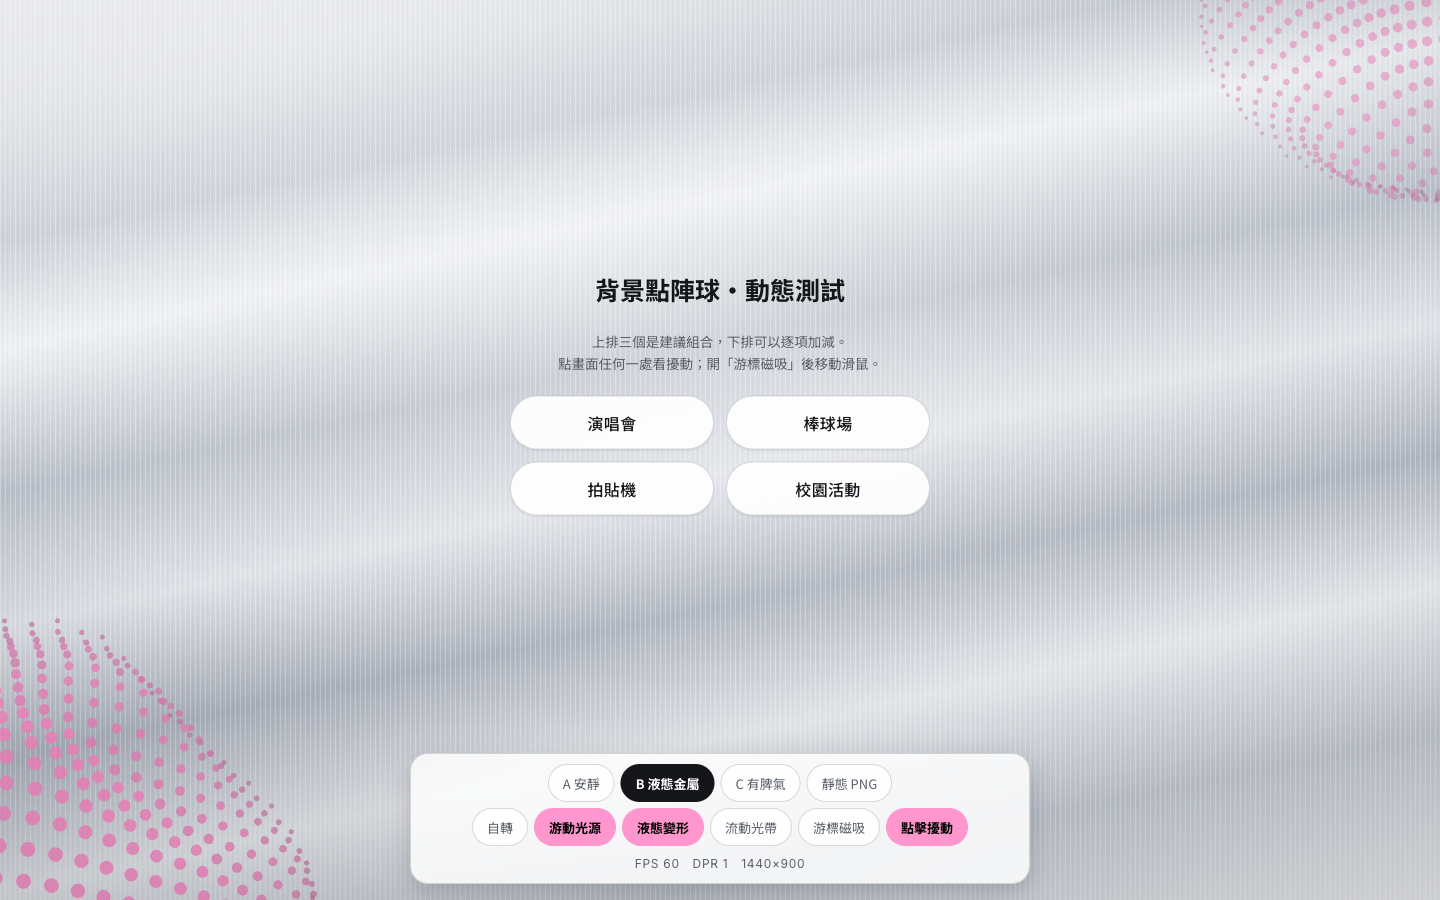 背景點陣球・動態測試
上排三個是建議組合，下排可以逐項加減。
點畫面任何一處看擾動；開「游標磁吸」後移動滑鼠。
演唱會
棒球場
拍貼機
校園活動
A 安靜
B 液態金屬
C 有脾氣
靜態 PNG
自轉
游動光源
液態變形
流動光帶
游標磁吸
點擊擾動
FPS 60 DPR 1 1440×900